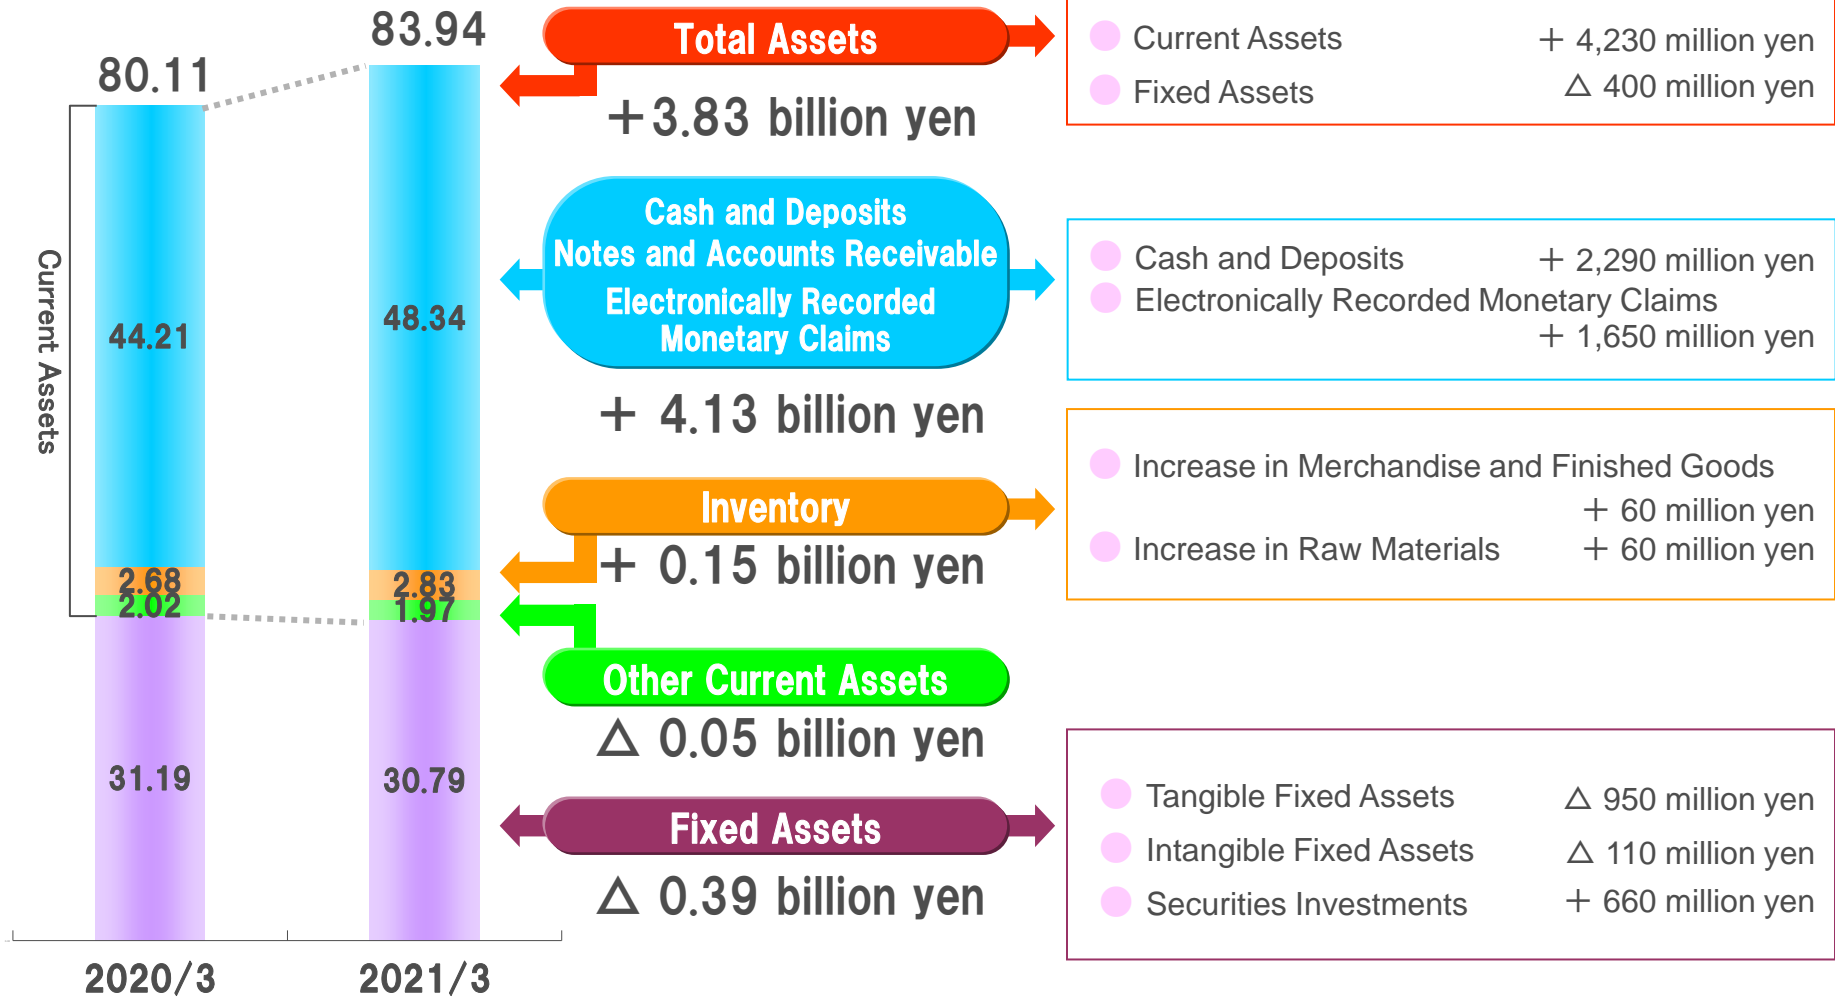 80.11
83.94
Current Assets
44.21
48.34
2.68
2.83
2.02
1.97
31.19
30.79
2020/3
2021/3
Total Assets
+3.83 billion yen
Current Assets + 4,230 million yen
Fixed Assets △ 400 million yen
Cash and Deposits
Notes and Accounts Receivable
Electronically Recorded
Monetary Claims
+ 4.13 billion yen
Cash and Deposits + 2,290 million yen
Electronically Recorded Monetary Claims
+ 1,650 million yen
Inventory
+ 0.15 billion yen
Increase in Merchandise and Finished Goods
+ 60 million yen
Increase in Raw Materials + 60 million yen
Other Current Assets
△ 0.05 billion yen
Fixed Assets
△ 0.39 billion yen
Tangible Fixed Assets △ 950 million yen
Intangible Fixed Assets △ 110 million yen
Securities Investments + 660 million yen